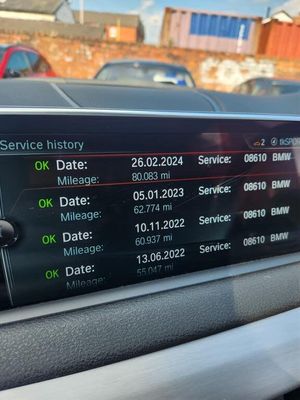 Service history
2
SPORT
OK Date: 26.02.2024 Service: 08610 BMW
Mileage: 80.083 mi
OK Date: 05.01.2023 Service: 08610 BMW
Mileage: 62.774 mi
OK Date: 10.11.2022 Service: 08610 BMW
Mileage: 60.937 mi
OK Date: 13.06.2022 Service: 08610 BMW
Mileage: 55.047 mi